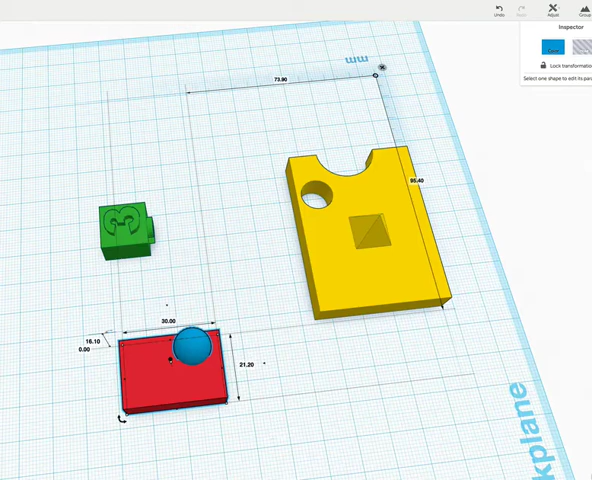 Undo
Redo
Adjust
Group
Inspector
Color
Lock transformation
Select one shape to edit its para
mm
73.90
95.40
3
30.00
16.10
0.00
21.20
kplane